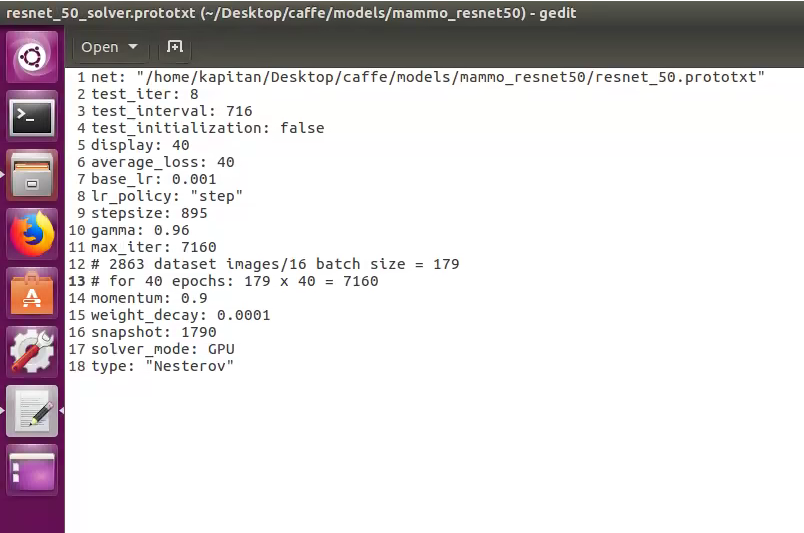 resnet_50_solver.prototxt (~/Desktop/caffe/models/mammo_resnet50) - gedit
Open
1 net: "/home/kapitan/Desktop/caffe/models/mammo_resnet50/resnet_50.prototxt"
2 test_iter: 8
3 test_interval: 716
4 test_initialization: false
5 display: 40
6 average_loss: 40
7 base_lr: 0.001
8 lr_policy: "step"
9 stepsize: 895
10 gamma: 0.96
11 max_iter: 7160
12 # 2863 dataset images/16 batch size = 179
13 # for 40 epochs: 179 x 40 = 7160
14 momentum: 0.9
15 weight_decay: 0.0001
16 snapshot: 1790
17 solver_mode: GPU
18 type: "Nesterov"